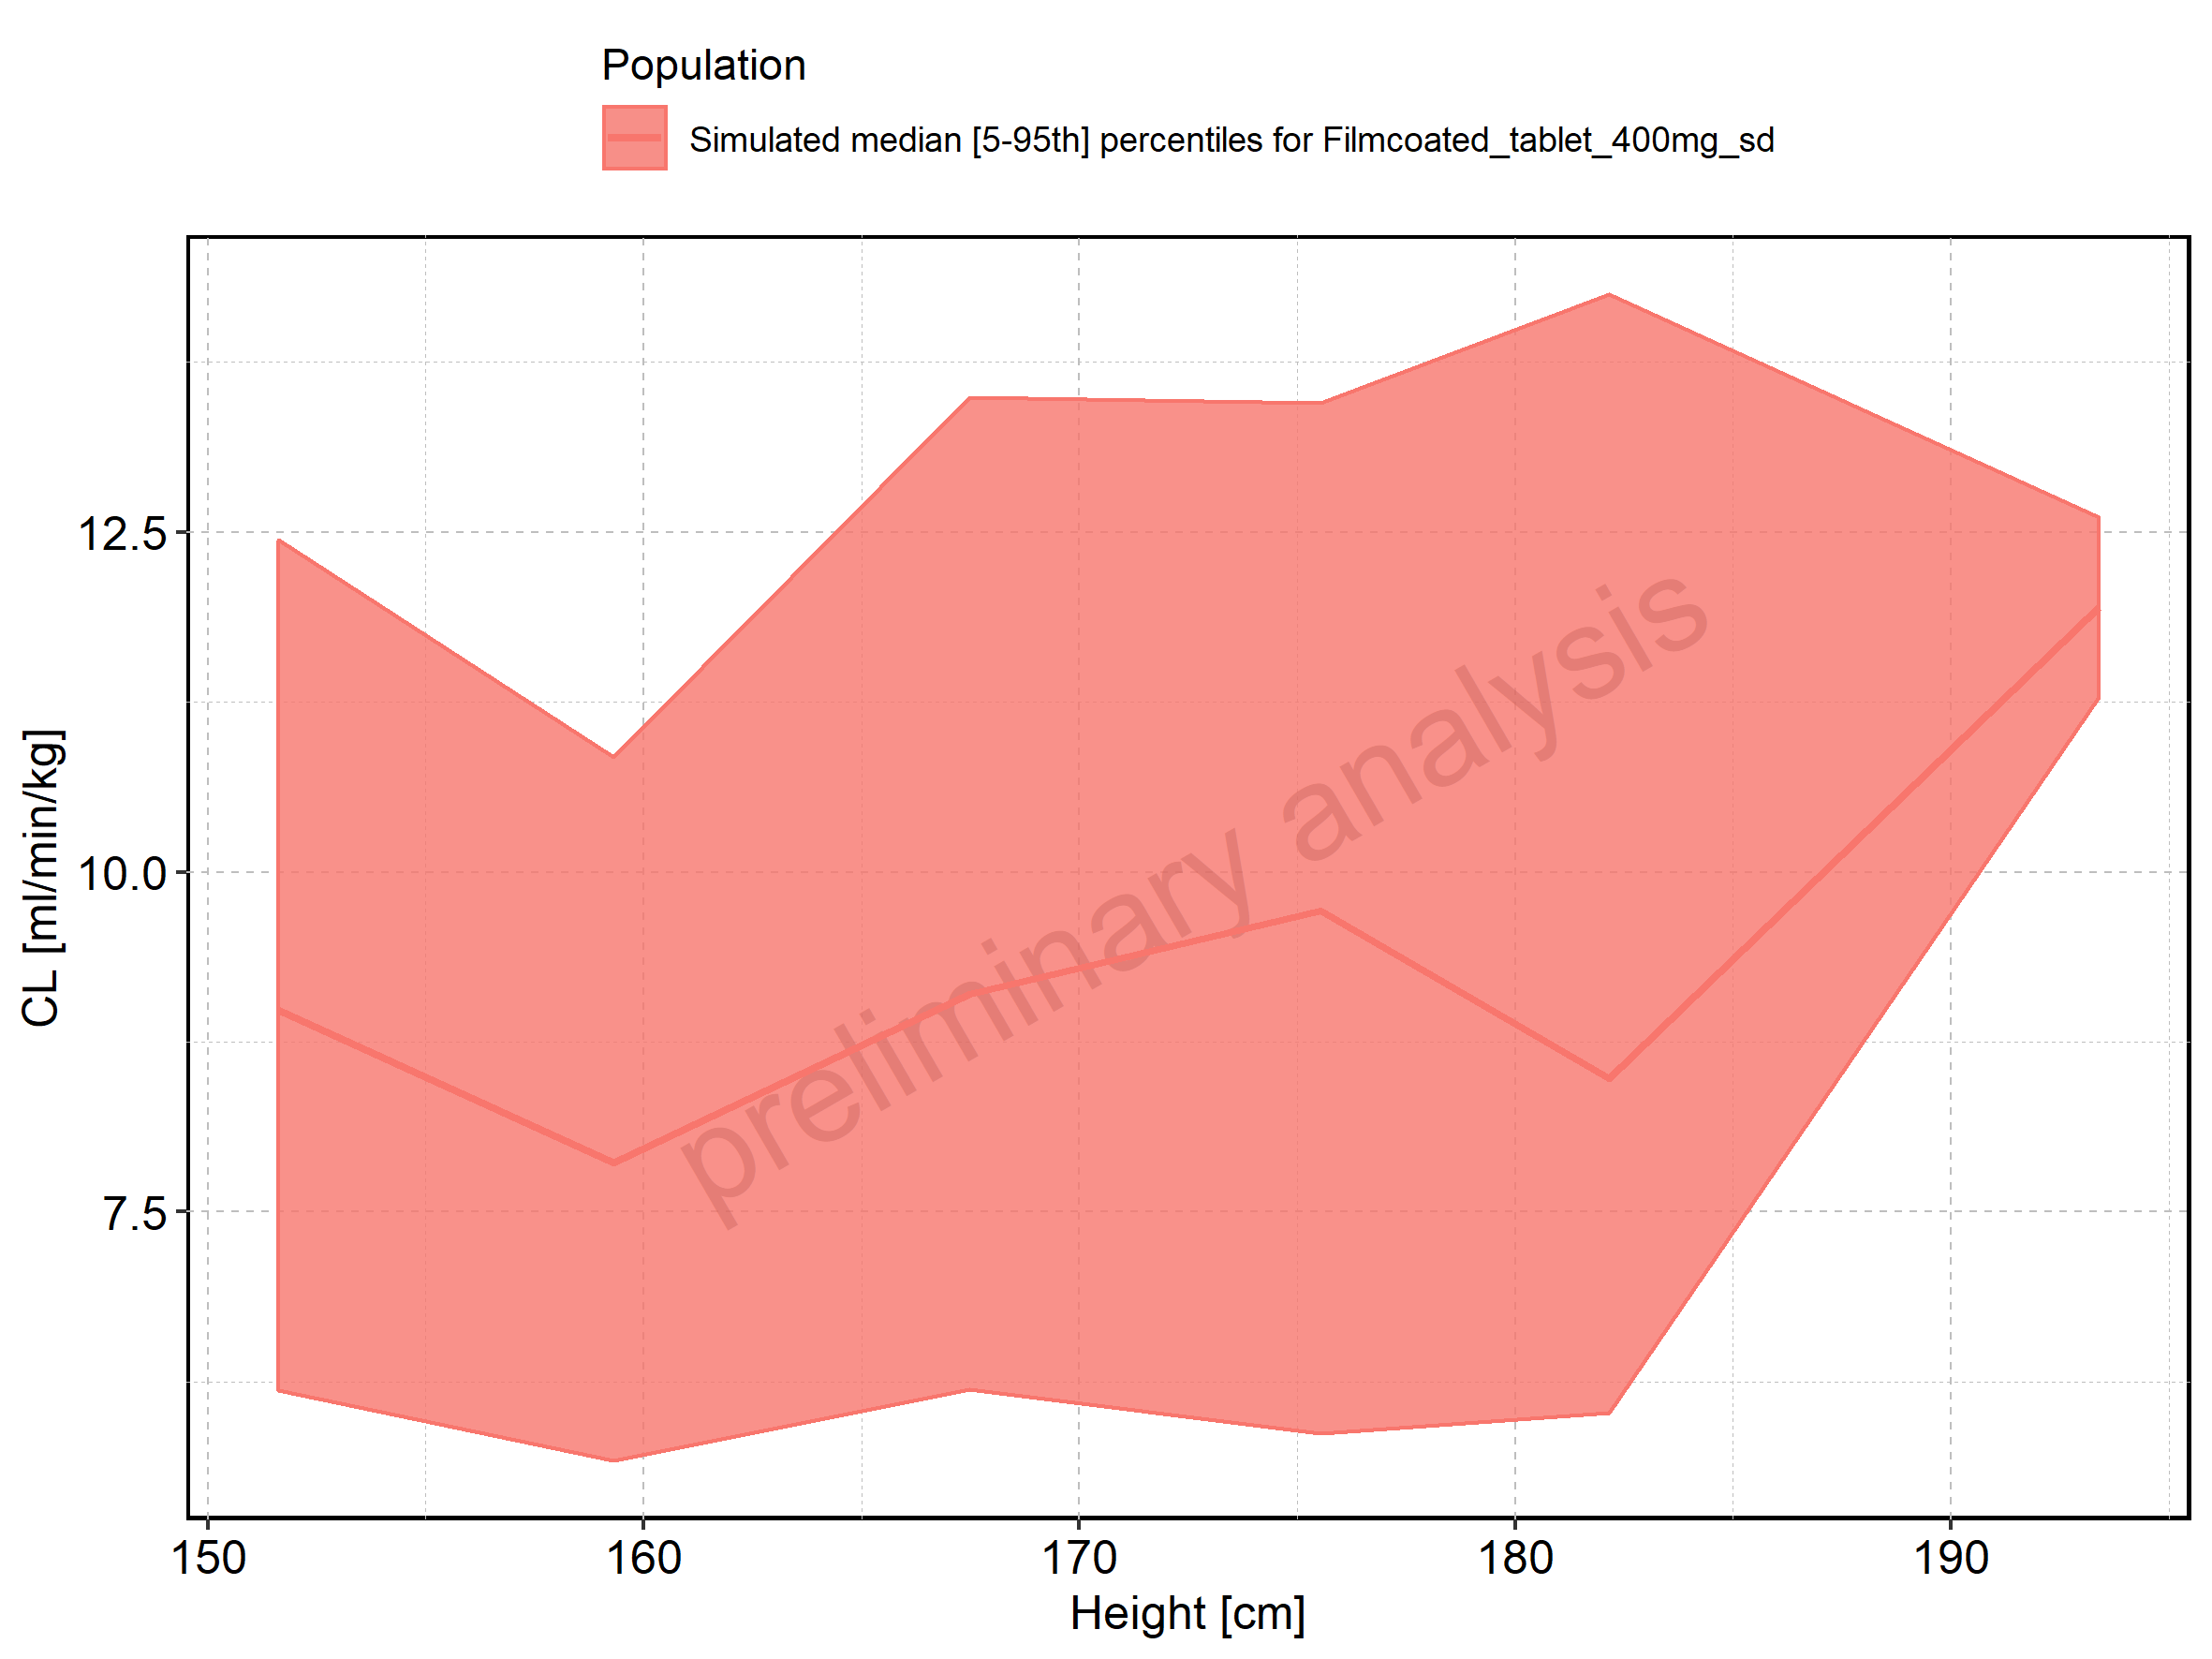 Population
Simulated median [5-95th] percentiles for Filmcoated_tablet_400mg_sd
12.5
10.0
7.5
CL [ml/min/kg]
preliminary analysis
150 160 170 180 190
Height [cm]